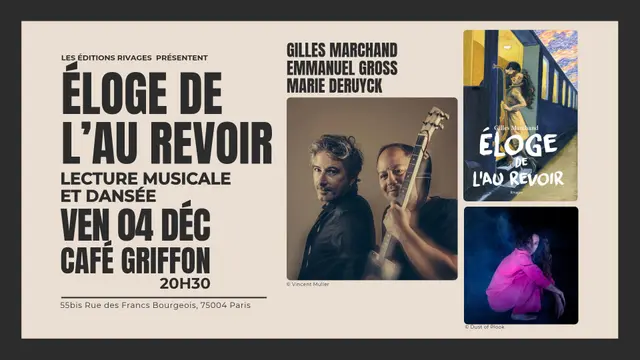 LES ÉDITIONS RIVAGES PRÉSENTENT
ÉLOGE DE
L'AU REVOIR
LECTURE MUSICALE
ET DANSÉE
VEN 04 DÉC
CAFÉ GRIFFON
20H30
55bis Rue des Francs Bourgeois, 75004 Paris
GILLES MARCHAND
EMMANUEL GROSS
MARIE DERUYCK
© Vincent Muller
Gilles Marchand
ÉLOGE
DE
L'AU REVOIR
Rivages
© Dust of Plook